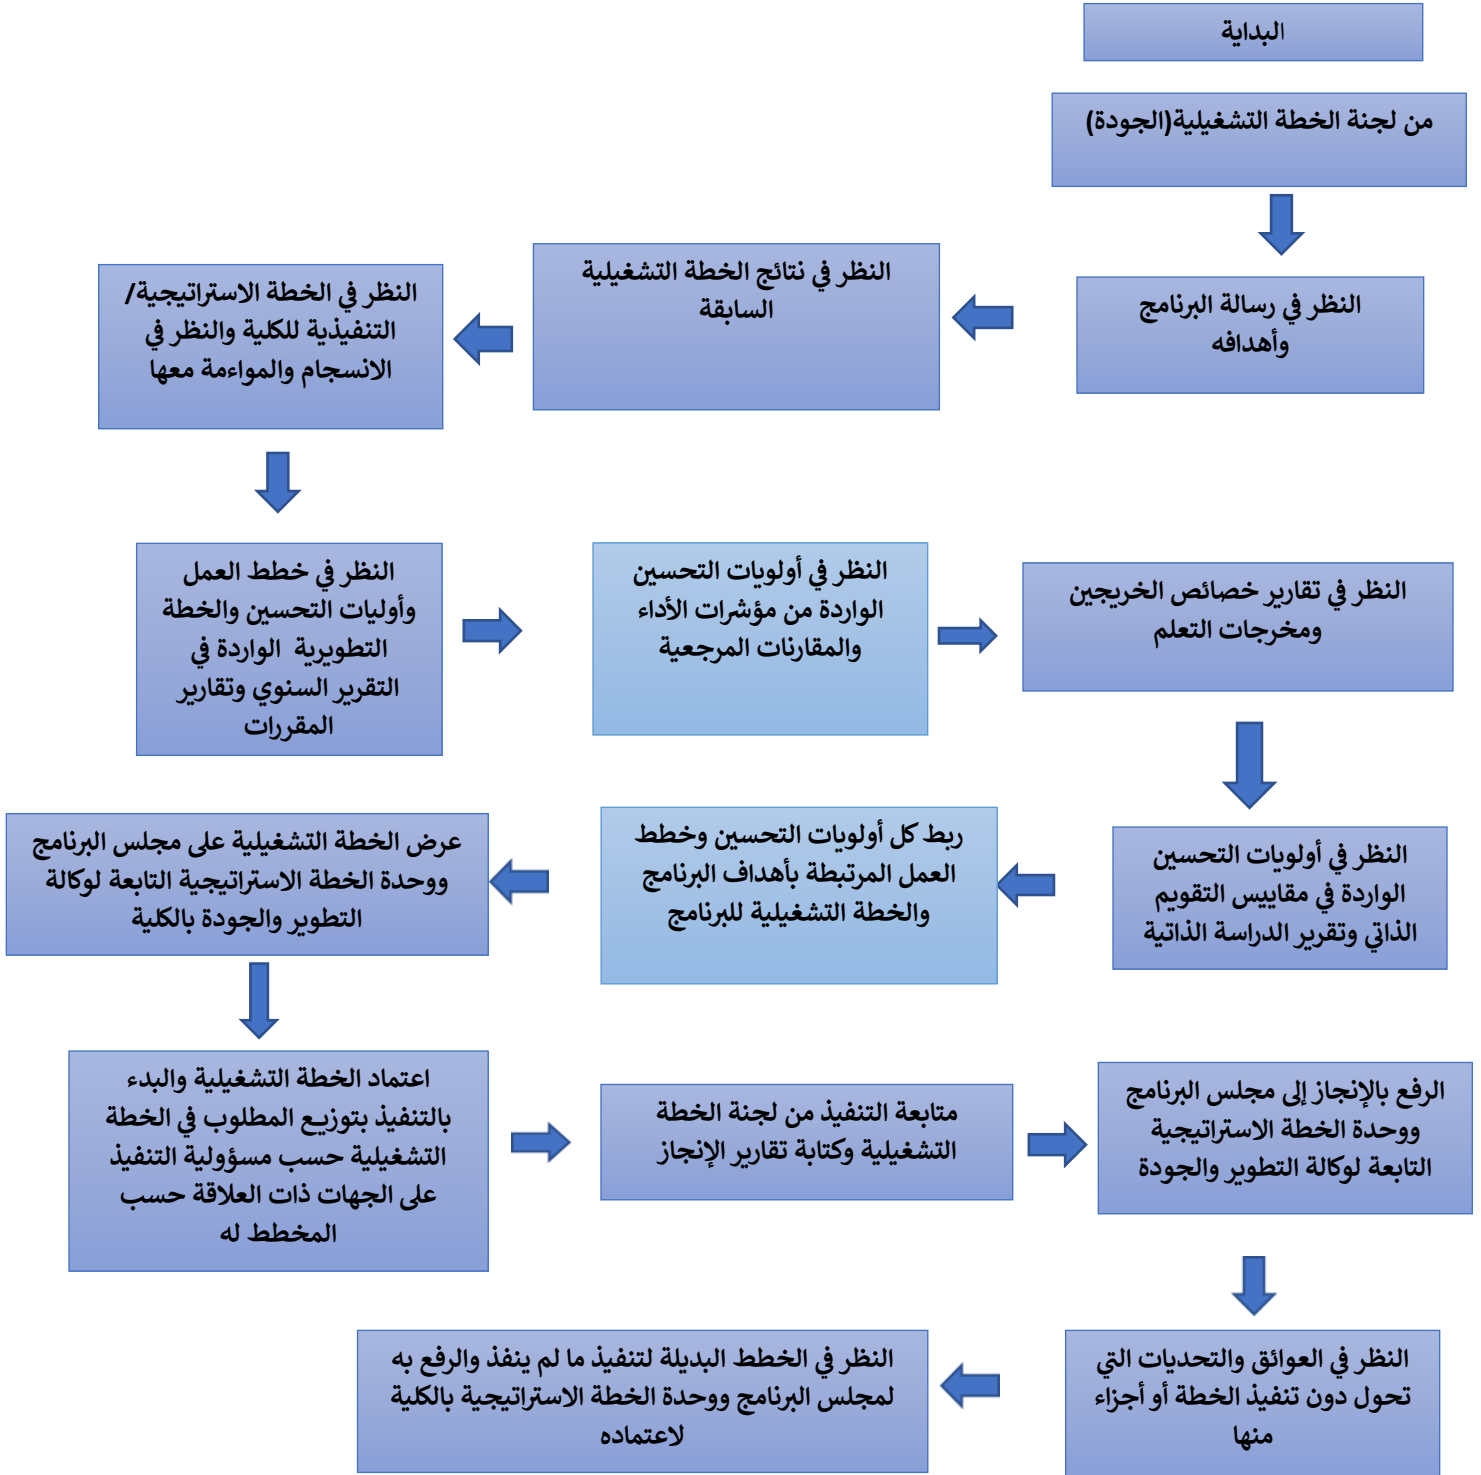 البداية
من لجنة الخطة التشغيلية(الجودة)
النظر في رسالة البرنامج
وأهدافه
النظر في نتائج الخطة التشغيلية
السابقة
النظر في الخطة الاستراتيجية/
التنفيذية للكلية والنظر في
الانسجام والمواءمة معها
النظر في خطط العمل
وأوليات التحسين والخطة
التطويرية الواردة في
التقرير السنوي وتقارير
المقررات
النظر في أولويات التحسين
الواردة من مؤشرات الأداء
والمقارنات المرجعية
النظر في تقارير خصائص الخريجين
ومخرجات التعلم
النظر في أولويات التحسين
الواردة في مقاييس التقويم
الذاتي وتقرير الدراسة الذاتية
ربط كل أولويات التحسين وخطط
العمل المرتبطة بأهداف البرنامج
والخطة التشغيلية للبرنامج
عرض الخطة التشغيلية على مجلس البرنامج
ووحدة الخطة الاستراتيجية التابعة لوكالة
التطوير والجودة بالكلية
اعتماد الخطة التشغيلية والبدء
بالتنفيذ بتوزيع المطلوب في الخطة
التشغيلية حسب مسؤولية التنفيذ
على الجهات ذات العلاقة حسب
المخطط له
متابعة التنفيذ من لجنة الخطة
التشغيلية وكتابة تقارير الإنجاز
الرفع بالإنجاز إلى مجلس البرنامج
ووحدة الخطة الاستراتيجية
التابعة لوكالة التطوير والجودة
النظر في العوائق والتحديات التي
تحول دون تنفيذ الخطة أو أجزاء
منها
النظر في الخطط البديلة لتنفيذ ما لم ينفذ والرفع به
لمجلس البرنامج ووحدة الخطة الاستراتيجية بالكلية
لاعتماده